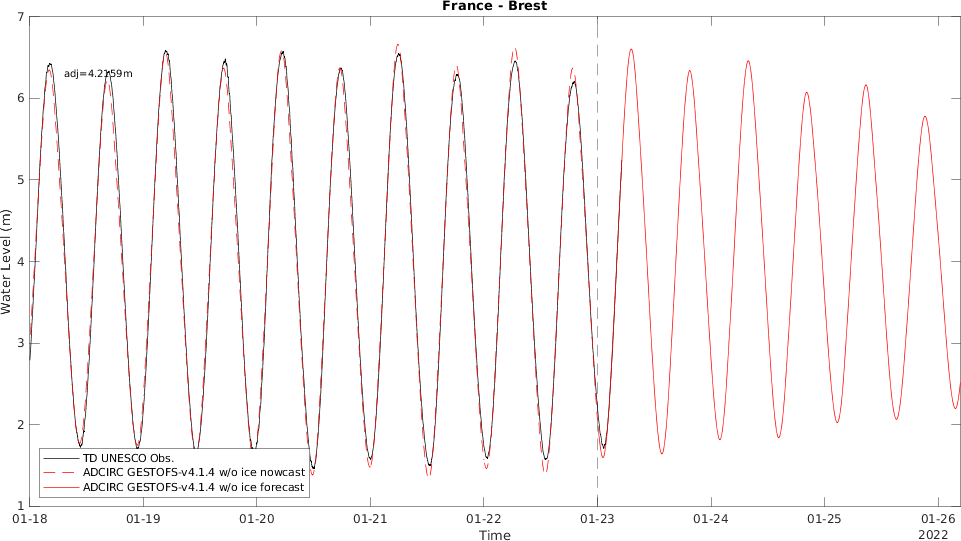 France - Brest
7
6
5
4
3
2
1
Water Level (m)
adj=4.2159m
TD UNESCO Obs.
ADCIRC GESTOFS-v4.1.4 w/o ice nowcast
ADCIRC GESTOFS-v4.1.4 w/o ice forecast
01-18 01-19 01-20 01-21 01-22 01-23 01-24 01-25 01-26
2022
Time